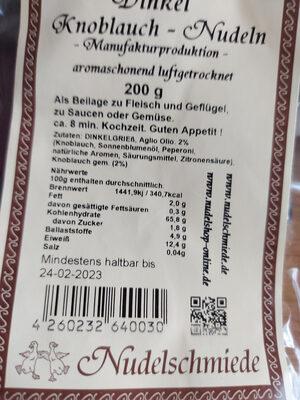 Dinkel
Knoblauch - Nudeln
- Manufakturproduktion -
aromaschonend luftgetrocknet
200 g
Als Beilage zu Fleisch und Geflügel,
zu Saucen oder Gemüse.
ca. 8 min. Kochzeit. Guten Appetit !
Zutaten: DINKELGRIEß, Aglio Olio. 2%
(Knoblauch, Sonnenblumenöl, Peperoni,
natürliche Aromen, Säurungsmittel, Zitronensäure),
Knoblauch gem. (2%)
Nährwerte
100g enthalten durchschnittlich.
Brennwert 1441,9kj / 340,7kcal
Fett 2,0 g
davon gesättigte Fettsäuren 0,3 g
Kohlenhydrate 65,8 g
davon Zucker 1,8 g
Ballaststoffe 4,9 g
Eiweiß 12,4 g
Salz 0,04g
Mindestens haltbar bis
24-02-2023
4 260232 640030
www.nudelschmiede.de
www.nudelshop-online.de
Nudelschmiede